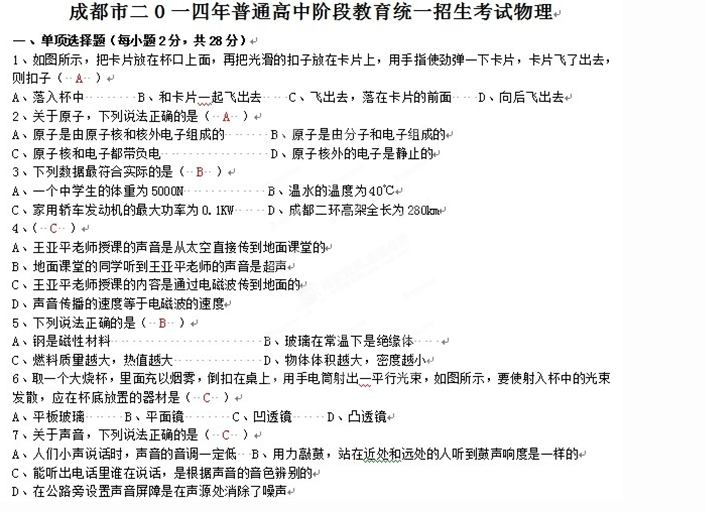 成都市二0一四年普通高中阶段教育统一招生考试物理
一、单项选择题（每小题2分，共28分）
1、如图所示，把卡片放在杯口上面，再把光滑的扣子放在卡片上，用手指使劲弹一下卡片，卡片飞了出去，
则扣子（ A ）
A、落入杯中 B、和卡片一起飞出去 C、飞出去，落在卡片的前面 D、向后飞出去
2、关于原子，下列说法正确的是（ A ）
A、原子是由原子核和核外电子组成的 B、原子是由分子和电子组成的
C、原子核和电子都带负电 D、原子核外的电子是静止的
3、下列数据最符合实际的是（ B ）
A、一个中学生的体重为5000N B、温水的温度为40℃
C、家用轿车发动机的最大功率为0.1KW D、成都二环高架全长为280km
4、（ C ）
A、王亚平老师授课的声音是从太空直接传到地面课堂的
B、地面课堂的同学听到王亚平老师的声音是超声
C、王亚平老师授课的内容是通过电磁波传到地面的
D、声音传播的速度等于电磁波的速度
5、下列说法正确的是（ B ）
A、钢是磁性材料 B、玻璃在常温下是绝缘体
C、燃料质量越大，热值越大 D、物体体积越大，密度越小
6、取一个大烧杯，里面充以烟雾，倒扣在桌上，用手电筒射出一平行光束，如图所示，要使射入杯中的光束
发散，应在杯底放置的器材是（ C ）
A、平板玻璃 B、平面镜 C、凹透镜 D、凸透镜
7、关于声音，下列说法正确的是（ C ）
A、人们小声说话时，声音的音调一定低 B、用力敲鼓，站在近处和远处的人听到鼓声响度是一样的
C、能听出电话里谁在说话，是根据声音的音色辨别的
D、在公路旁设置声音屏障是在声源处消除了噪声